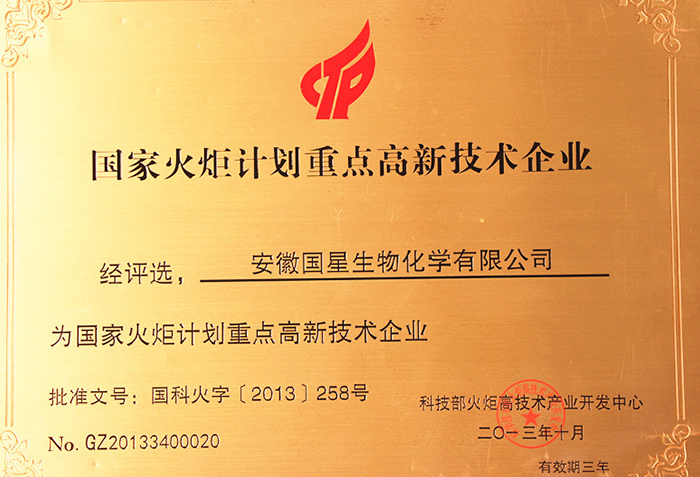 CTP
国家火炬计划重点高新技术企业
经评选，安徽国星生物化学有限公司
为国家火炬计划重点高新技术企业
批准文号：国科火字〔2013〕258号
科技部火炬高技术产业开发中心
No. GZ20133400020
二〇一三年十月
有效期三年